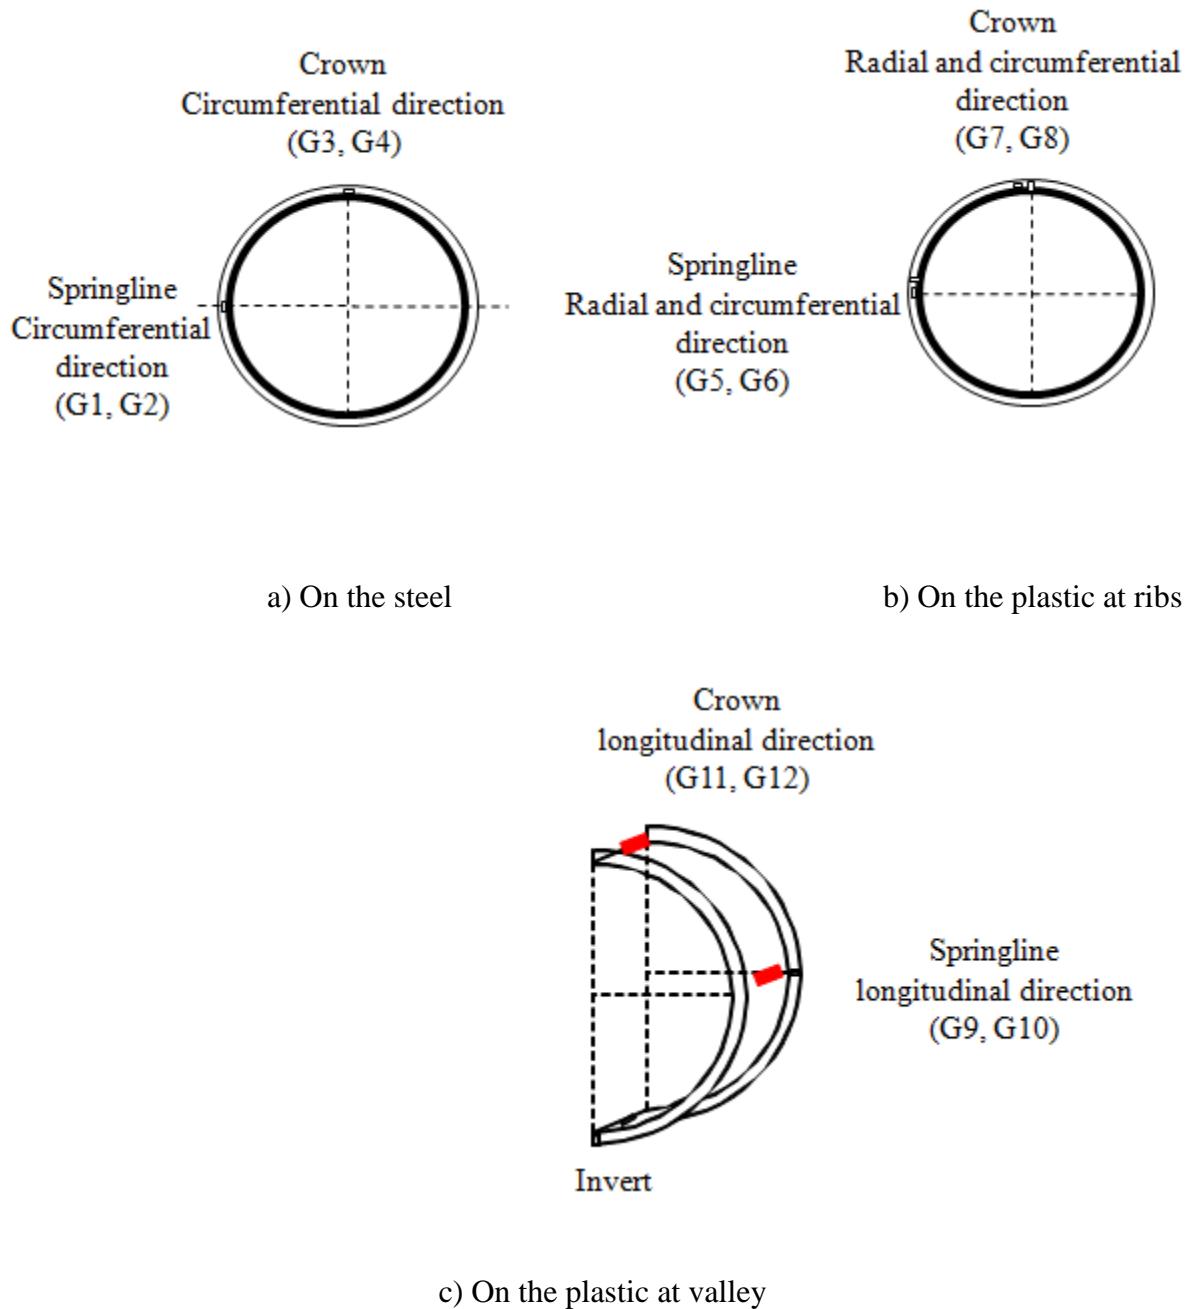 Crown
Circumferential direction
(G3, G4)
Springline
Circumferential
direction
(G1, G2)
a) On the steel
Crown
Radial and circumferential
direction
(G7, G8)
Springline
Radial and circumferential
direction
(G5, G6)
b) On the plastic at ribs
Crown
longitudinal direction
(G11, G12)
Springline
longitudinal direction
(G9, G10)
Invert
c) On the plastic at valley